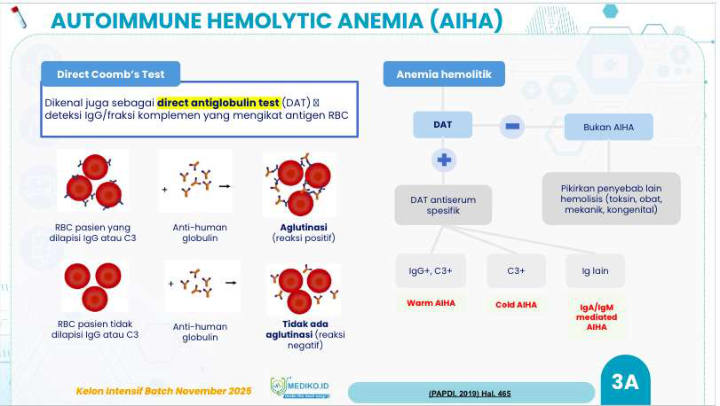 AUTOIMMUNE HEMOLYTIC ANEMIA (AIHA)
Direct Coomb's Test
Dikenal juga sebagai direct antiglobulin test (DAT)
deteksi IgG/fraksi komplemen yang mengikat antigen RBC
+
RBC pasien yang
dilapisi IgG atau C3
Anti-human
globulin
Aglutinasi
(reaksi positif)
+
RBC pasien tidak
dilapisi IgG atau C3
Anti-human
globulin
Tidak ada
aglutinasi (reaksi
negatif)
Anemia hemolitik
DAT
Bukan AIHA
DAT antiserum
spesifik
Pikirkan penyebab lain
hemolisis (toksin, obat,
mekanik, kongenital)
IgG+, C3+
C3+
Ig lain
Warm AIHA
Cold AIHA
IgA/IgM
mediated
AIHA
Kelon Intensif Batch November 2025
MEDIKO.ID
(PAPDI, 2019) Hal. 465
3A